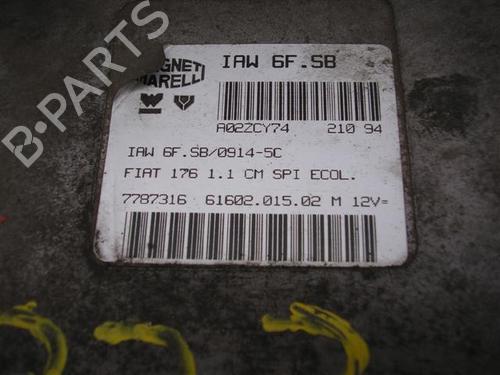 MAGNETI MARELLI
IAW 6F.SB
A02ZCY74 210 94
IAW 6F.SB/0914-5C
FIAT 176 1.1 CM SPI ECOL.
7787316 61602.015.02 M 12V=
B-PARTS